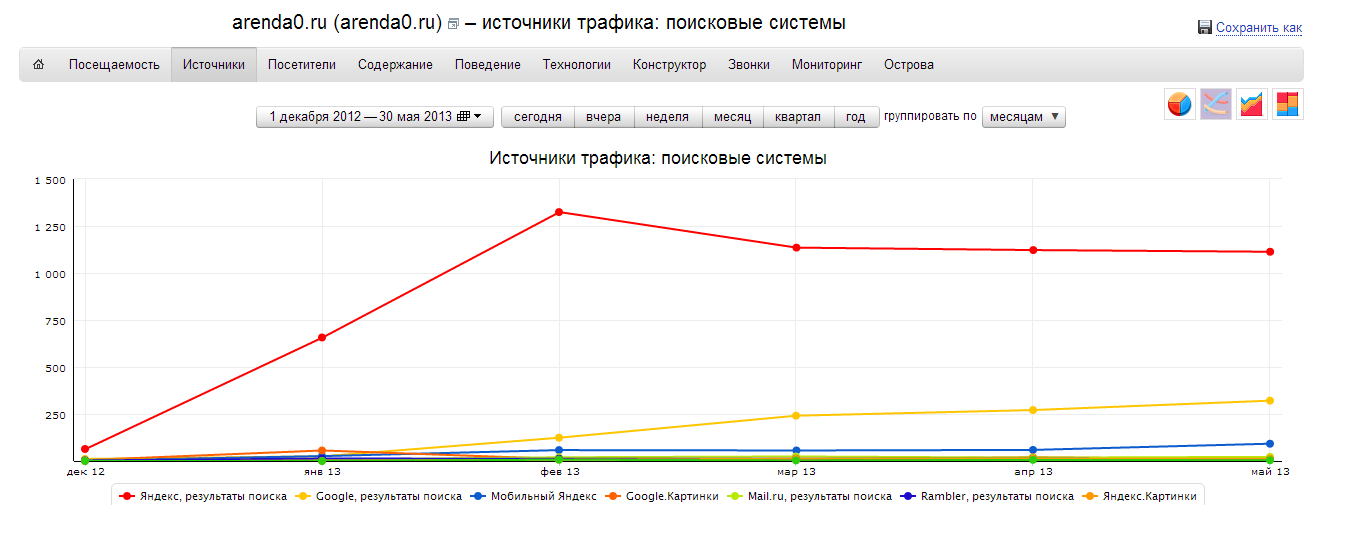 arenda0.ru (arenda0.ru) – источники трафика: поисковые системы
Сохранить как
Посещаемость Источники Посетители Содержание Поведение Технологии Конструктор Звонки Мониторинг Острова
1 декабря 2012 — 30 мая 2013 сегодня вчера неделя месяц квартал год группировать по месяцам
Источники трафика: поисковые системы
1 500
1 250
1 000
750
500
250
дек 12 янв 13 фев 13 мар 13 апр 13 май 13
Яндекс, результаты поиска Google, результаты поиска Мобильный Яндекс Google.Картинки Mail.ru, результаты поиска Rambler, результаты поиска Яндекс.Картинки